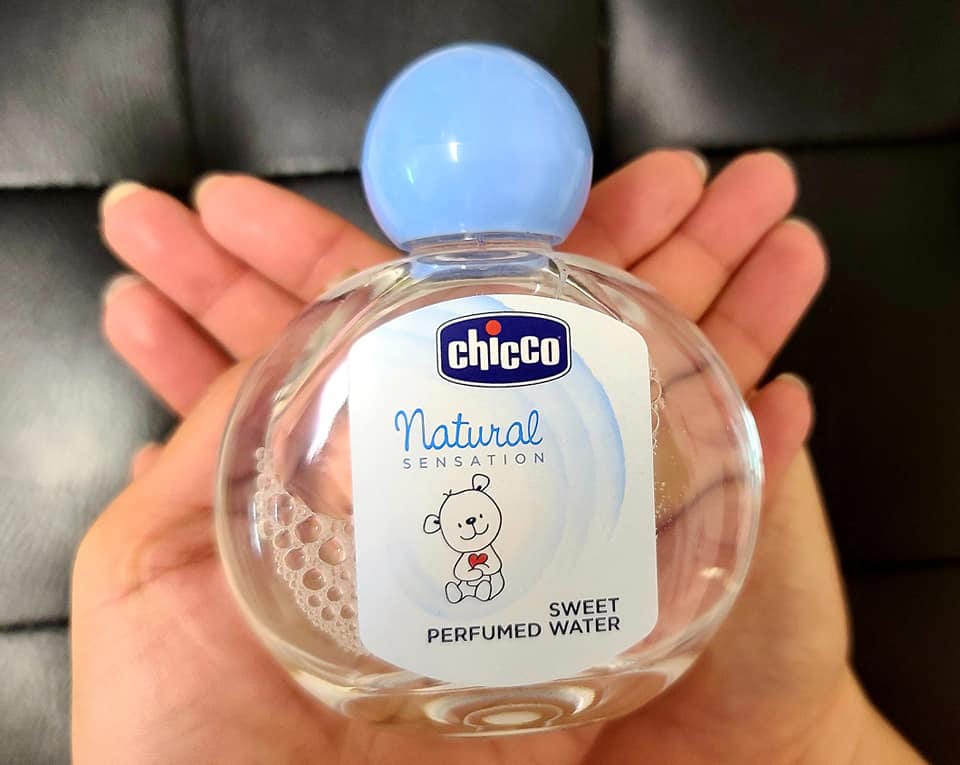 chicco
Natural
SENSATION
SWEET
PERFUMED WATER